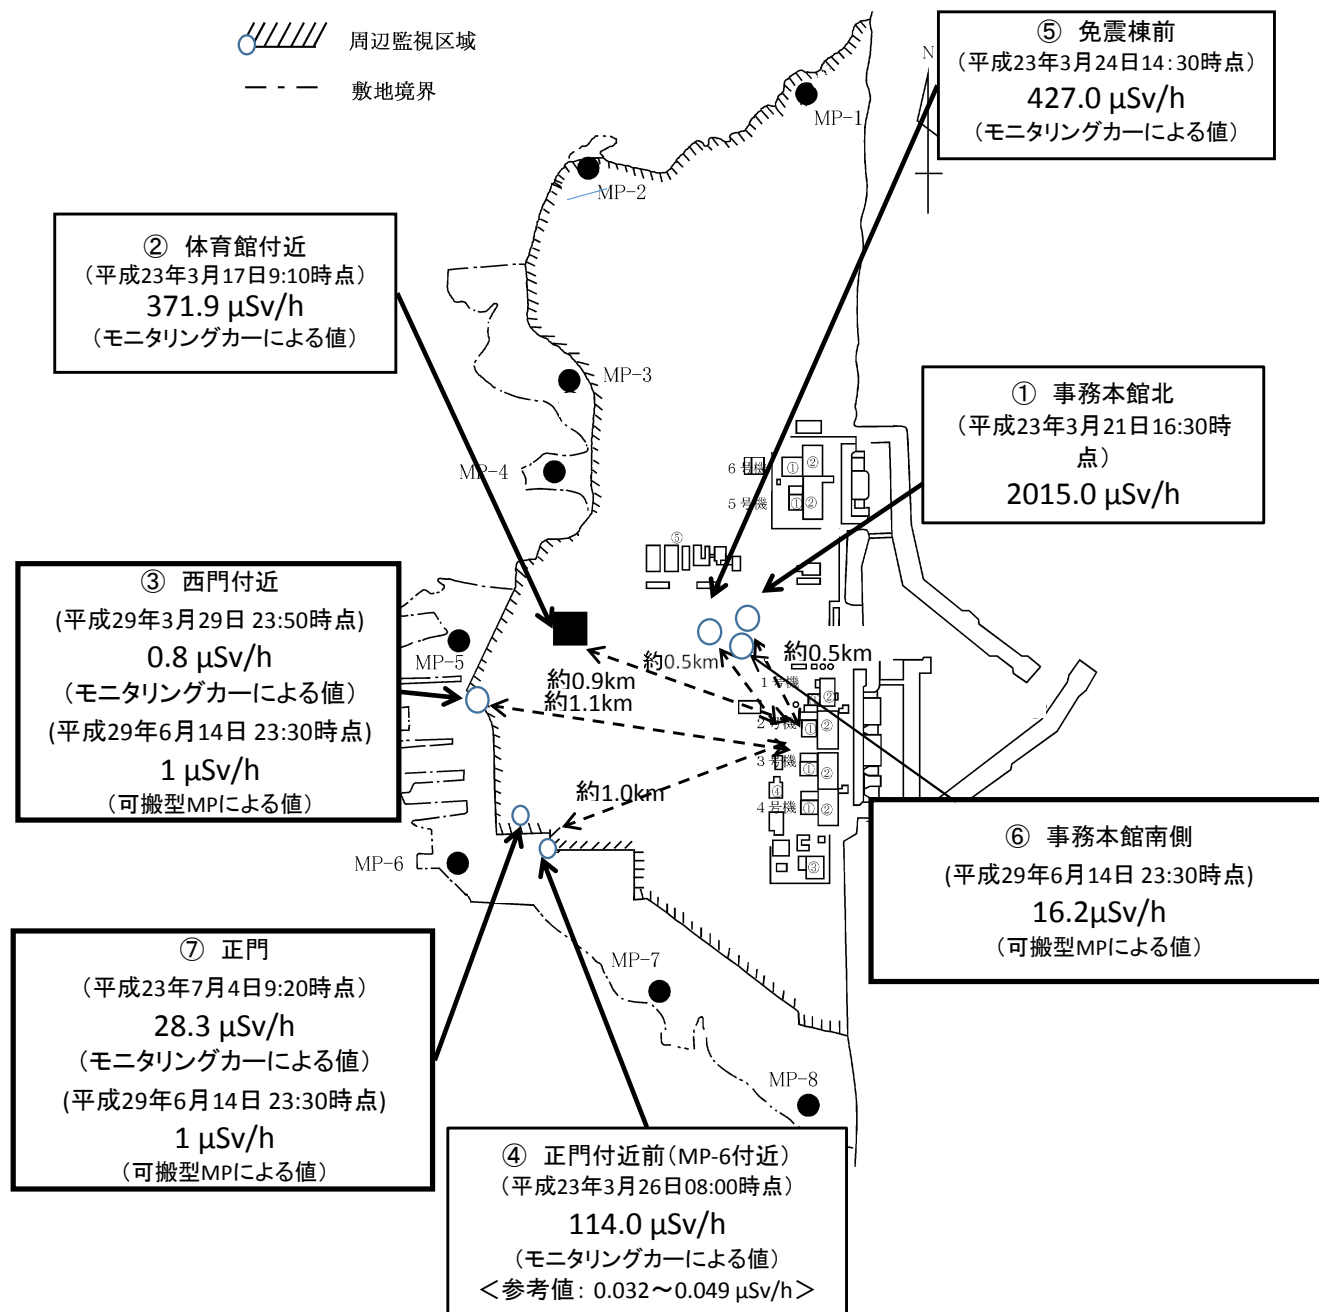 周辺監視区域
敷地境界
⑤ 免震棟前
（平成23年3月24日14:30時点）
427.0 μSv/h
（モニタリングカーによる値）
N
MP-1
MP-2
② 体育館付近
（平成23年3月17日9:10時点）
371.9 μSv/h
（モニタリングカーによる値）
MP-3
① 事務本館北
（平成23年3月21日16:30時
点）
2015.0 μSv/h
MP-4
6号機
① ②
5号機
① ②
⑤
③ 西門付近
(平成29年3月29日 23:50時点)
0.8 μSv/h
（モニタリングカーによる値）
(平成29年6月14日 23:30時点)
1 μSv/h
（可搬型MPによる値）
MP-5
約0.5km
約0.5km
約0.9km
約1.1km
1号機
②
2号機
① ②
3号機
① ②
④
約1.0km
4号機
① ②
③
⑥ 事務本館南側
(平成29年6月14日 23:30時点)
16.2μSv/h
（可搬型MPによる値）
MP-6
⑦ 正門
（平成23年7月4日9:20時点）
28.3 μSv/h
（モニタリングカーによる値）
(平成29年6月14日 23:30時点)
1 μSv/h
（可搬型MPによる値）
MP-7
MP-8
④ 正門付近前（MP-6付近）
（平成23年3月26日08:00時点）
114.0 μSv/h
（モニタリングカーによる値）
＜参考値： 0.032～0.049 μSv/h＞